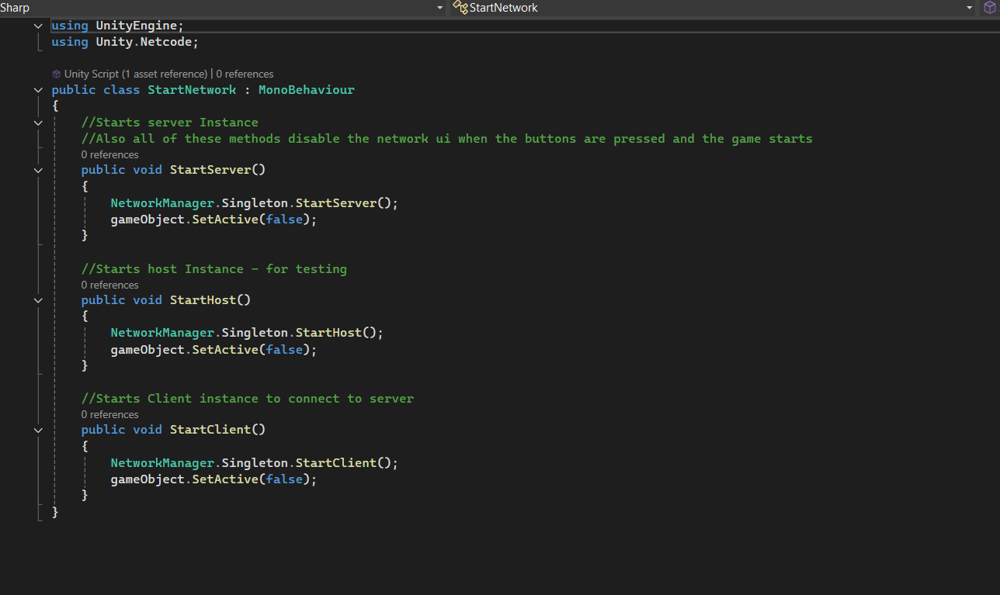 Sharp
StartNetwork
using UnityEngine;
using Unity.Netcode;
Unity Script (1 asset reference) | 0 references
public class StartNetwork : MonoBehaviour
{
//Starts server Instance
//Also all of these methods disable the network ui when the buttons are pressed and the game starts
0 references
public void StartServer()
{
NetworkManager.Singleton.StartServer();
gameObject.SetActive(false);
}
//Starts host Instance - for testing
0 references
public void StartHost()
{
NetworkManager.Singleton.StartHost();
gameObject.SetActive(false);
}
//Starts Client instance to connect to server
0 references
public void StartClient()
{
NetworkManager.Singleton.StartClient();
gameObject.SetActive(false);
}
}